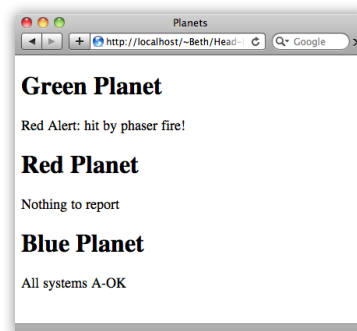 Planets
http://localhost/~Beth/Head-
Google
Green Planet
Red Alert: hit by phaser fire!
Red Planet
Nothing to report
Blue Planet
All systems A-OK